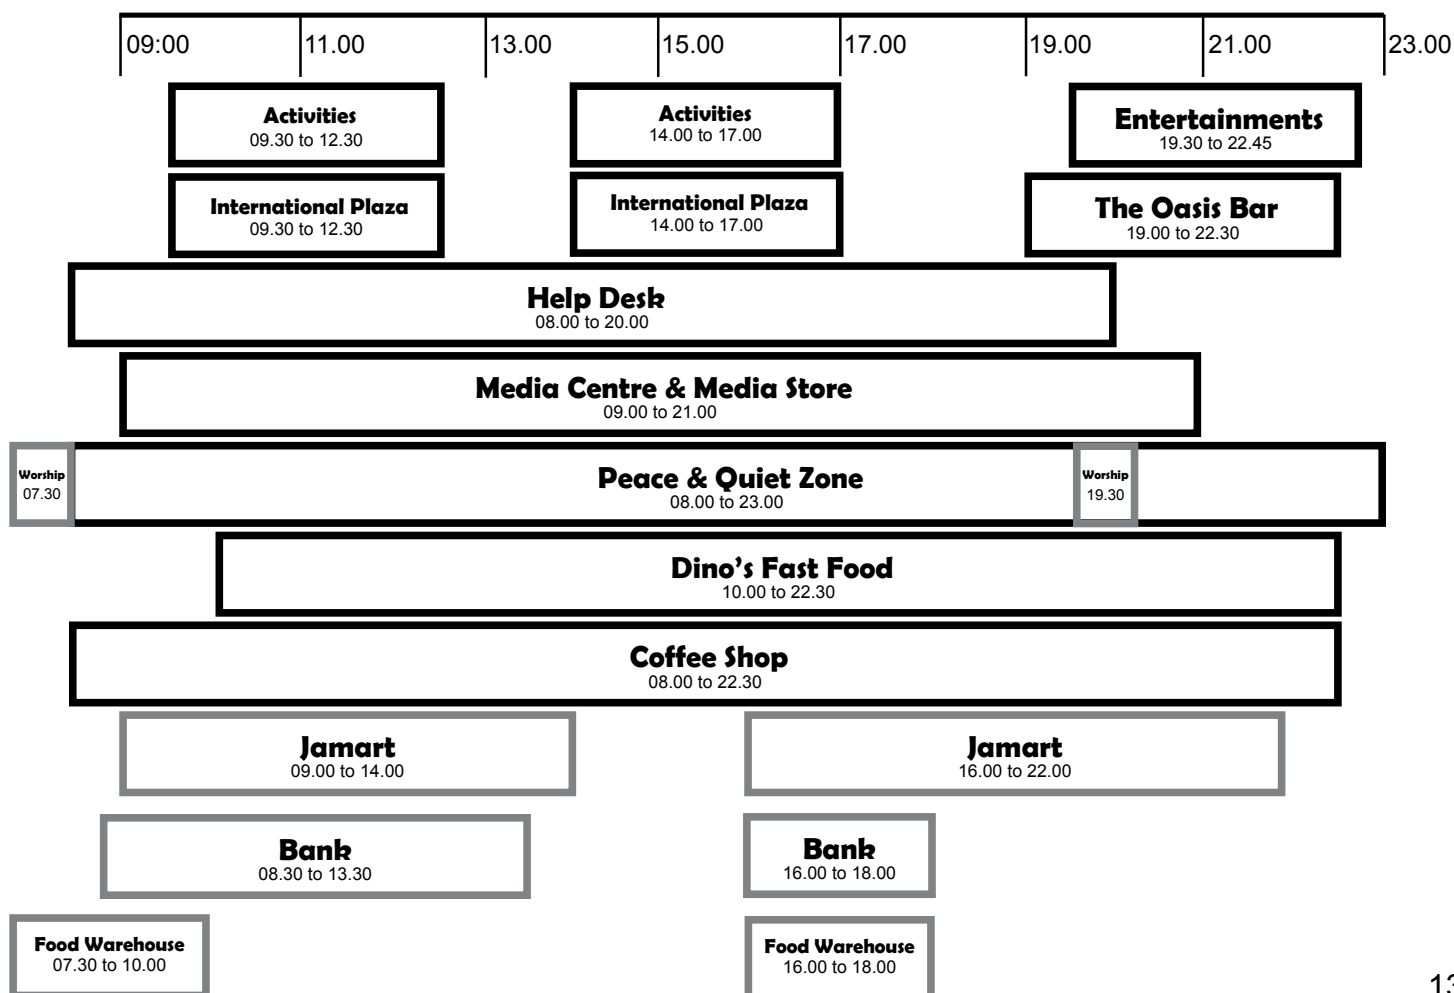 09:00 11.00 13.00 15.00 17.00 19.00 21.00 23.00
Activities
09.30 to 12.30
Activities
14.00 to 17.00
Entertainments
19.30 to 22.45
International Plaza
09.30 to 12.30
International Plaza
14.00 to 17.00
The Oasis Bar
19.00 to 22.30
Help Desk
08.00 to 20.00
Media Centre & Media Store
09.00 to 21.00
Worship
07.30
Peace & Quiet Zone
08.00 to 23.00
Worship
19.30
Dino’s Fast Food
10.00 to 22.30
Coffee Shop
08.00 to 22.30
Jamart
09.00 to 14.00
Jamart
16.00 to 22.00
Bank
08.30 to 13.30
Bank
16.00 to 18.00
Food Warehouse
07.30 to 10.00
Food Warehouse
16.00 to 18.00
13